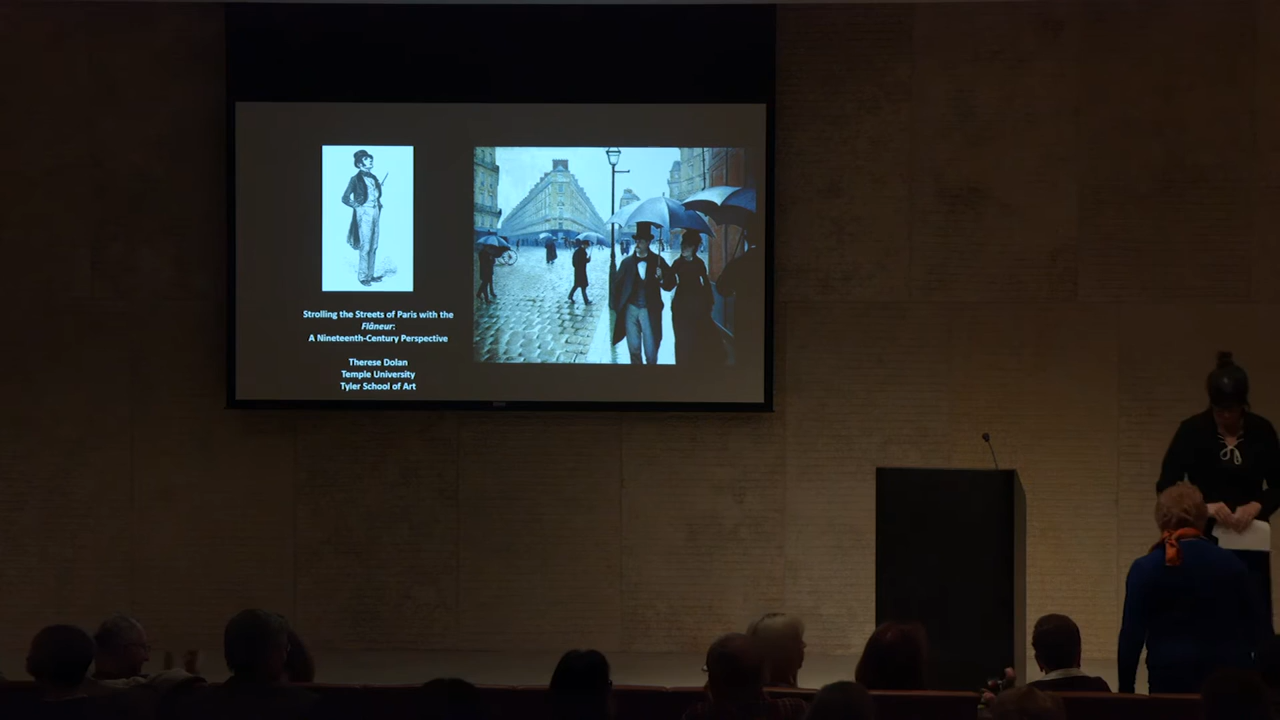 Strolling the Streets of Paris with the
Flâneur:
A Nineteenth-Century Perspective
Therese Dolan
Temple University
Tyler School of Art